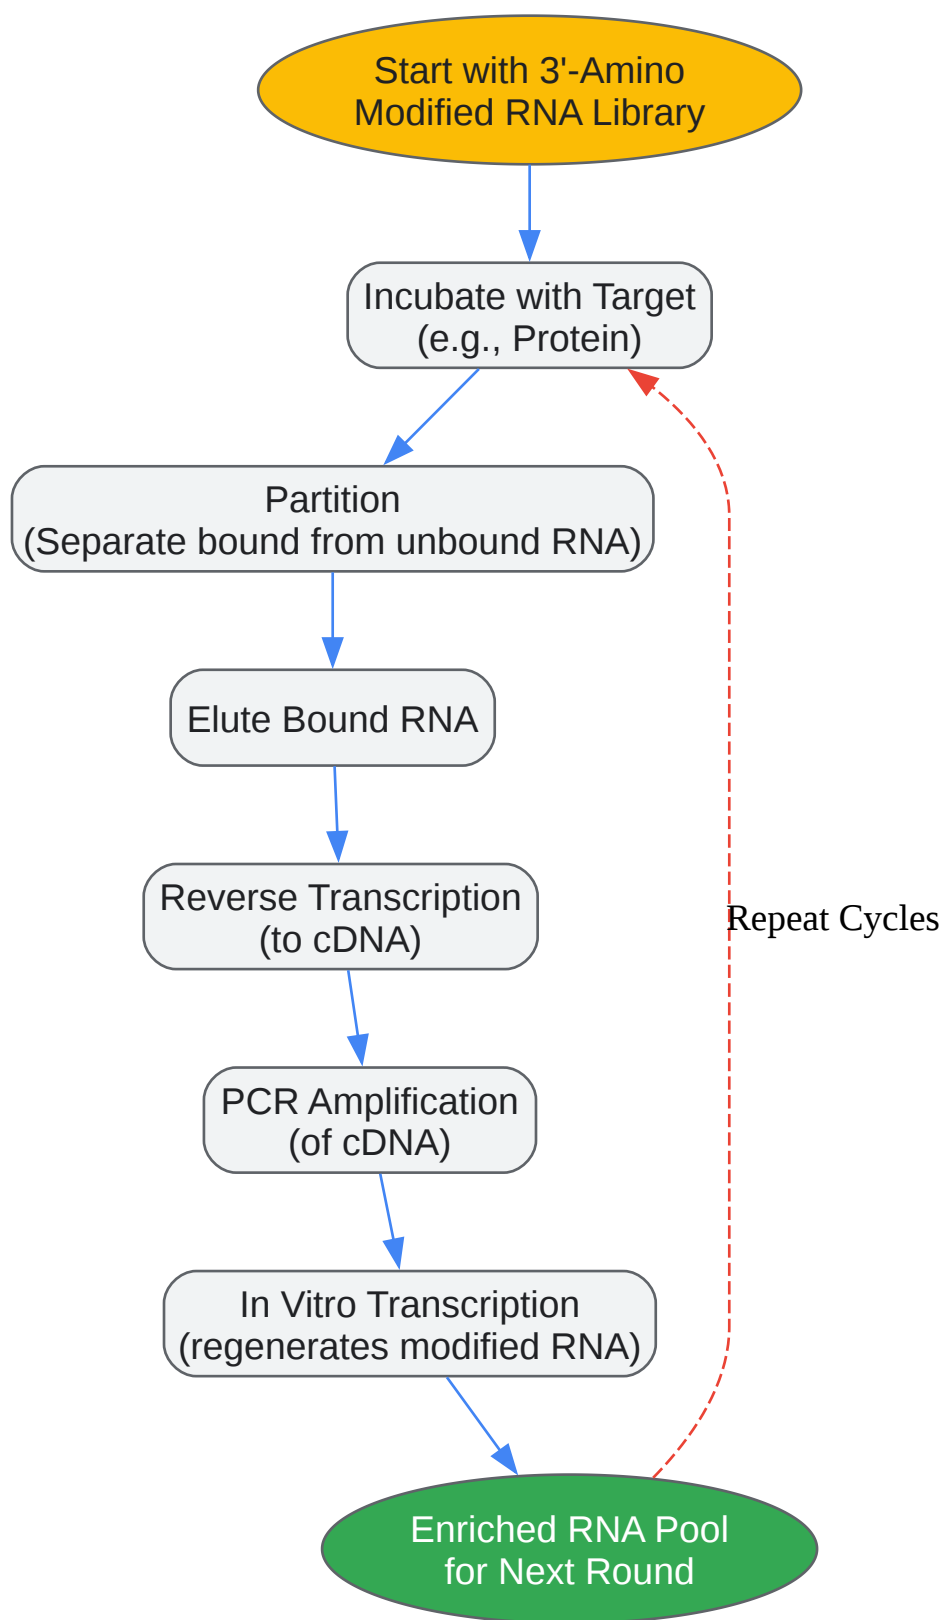 Start with 3'-Amino
Modified RNA Library
Incubate with Target
(e.g., Protein)
Partition
(Separate bound from unbound RNA)
Elute Bound RNA
Reverse Transcription
(to cDNA)
Repeat Cycles
PCR Amplification
(of cDNA)
In Vitro Transcription
(regenerates modified RNA)
Enriched RNA Pool
for Next Round